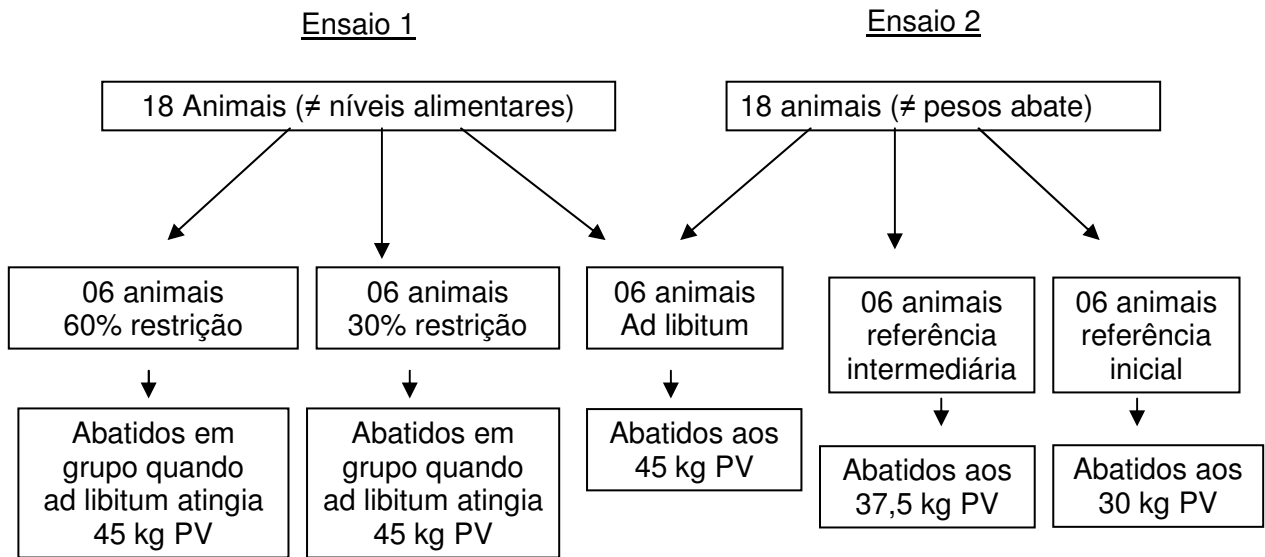 Ensaio 1
Ensaio 2
18 Animais (≠ níveis alimentares)
18 animais (≠ pesos abate)
06 animais
60% restrição
06 animais
30% restrição
06 animais
Ad libitum
06 animais
referência
intermediária
06 animais
referência
inicial
Abatidos em
grupo quando
ad libitum atingia
45 kg PV
Abatidos em
grupo quando
ad libitum atingia
45 kg PV
Abatidos aos
45 kg PV
Abatidos aos
37,5 kg PV
Abatidos aos
30 kg PV